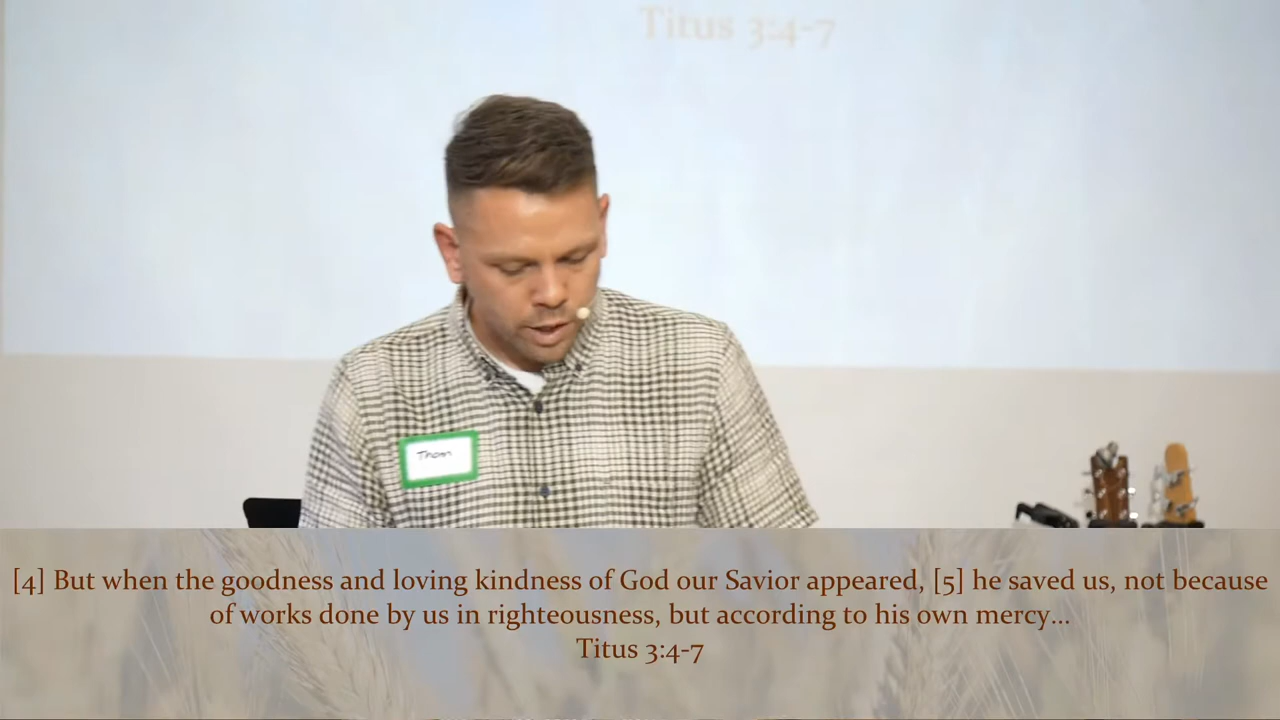 Titus 3:4-7
Thom
[4] But when the goodness and loving kindness of God our Savior appeared, [5] he saved us, not because
of works done by us in righteousness, but according to his own mercy...
Titus 3:4-7